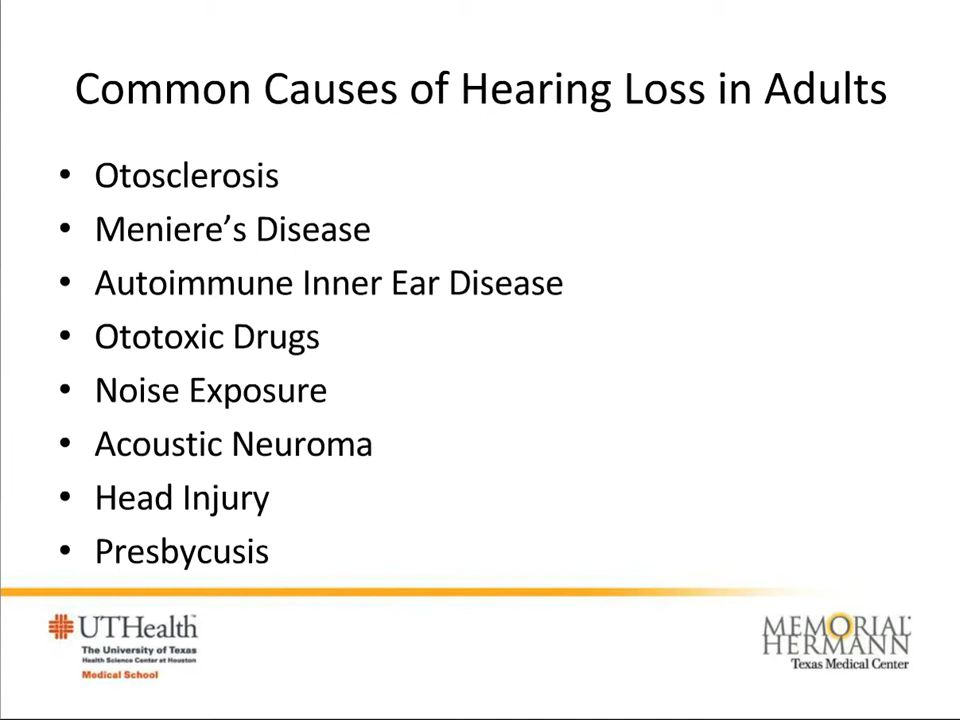 Common Causes of Hearing Loss in Adults
• Otosclerosis
• Meniere’s Disease
• Autoimmune Inner Ear Disease
• Ototoxic Drugs
• Noise Exposure
• Acoustic Neuroma
• Head Injury
• Presbycusis
UTHealth
The University of Texas
Health Science Center at Houston
Medical School
MEMORIAL
HERMANN
Texas Medical Center